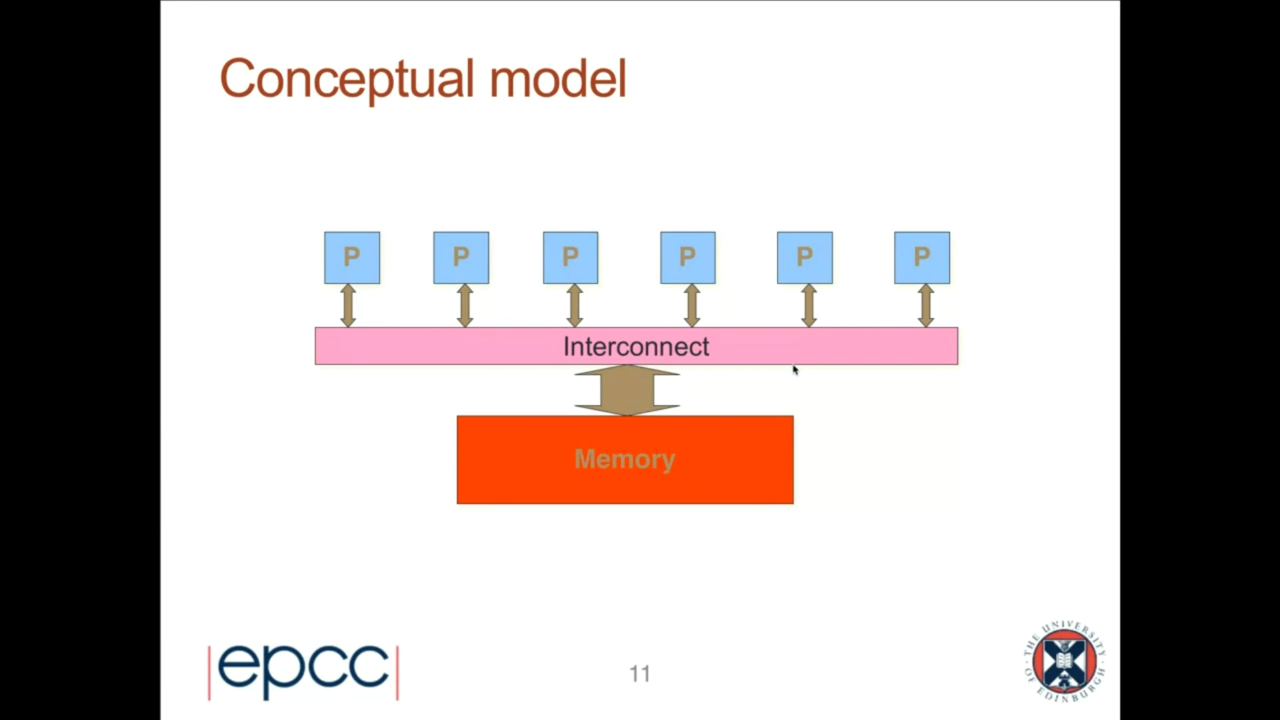 Conceptual model
P P P P P P
Interconnect
Memory
epcc
11
THE UNIVERSITY OF EDINBURGH